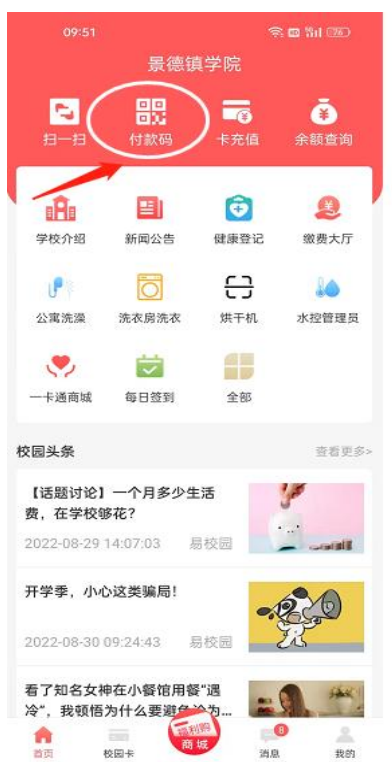 09:51
76
景德镇学院
扫一扫
付款码
卡充值
余额查询
学校介绍
新闻公告
健康登记
缴费大厅
公寓洗澡
洗衣房洗衣
烘干机
水控管理员
一卡通商城
每日签到
全部
校园头条
查看更多>
【话题讨论】一个月多少生活
费，在学校够花？
2022-08-29 14:07:03
易校园
开学季，小心这类骗局！
2022-08-30 09:24:43
易校园
看了知名女神在小餐馆用餐“遇
冷”，我顿悟为什么要避免沦为...
首页
校园卡
福利购
商城
8
消息
我的